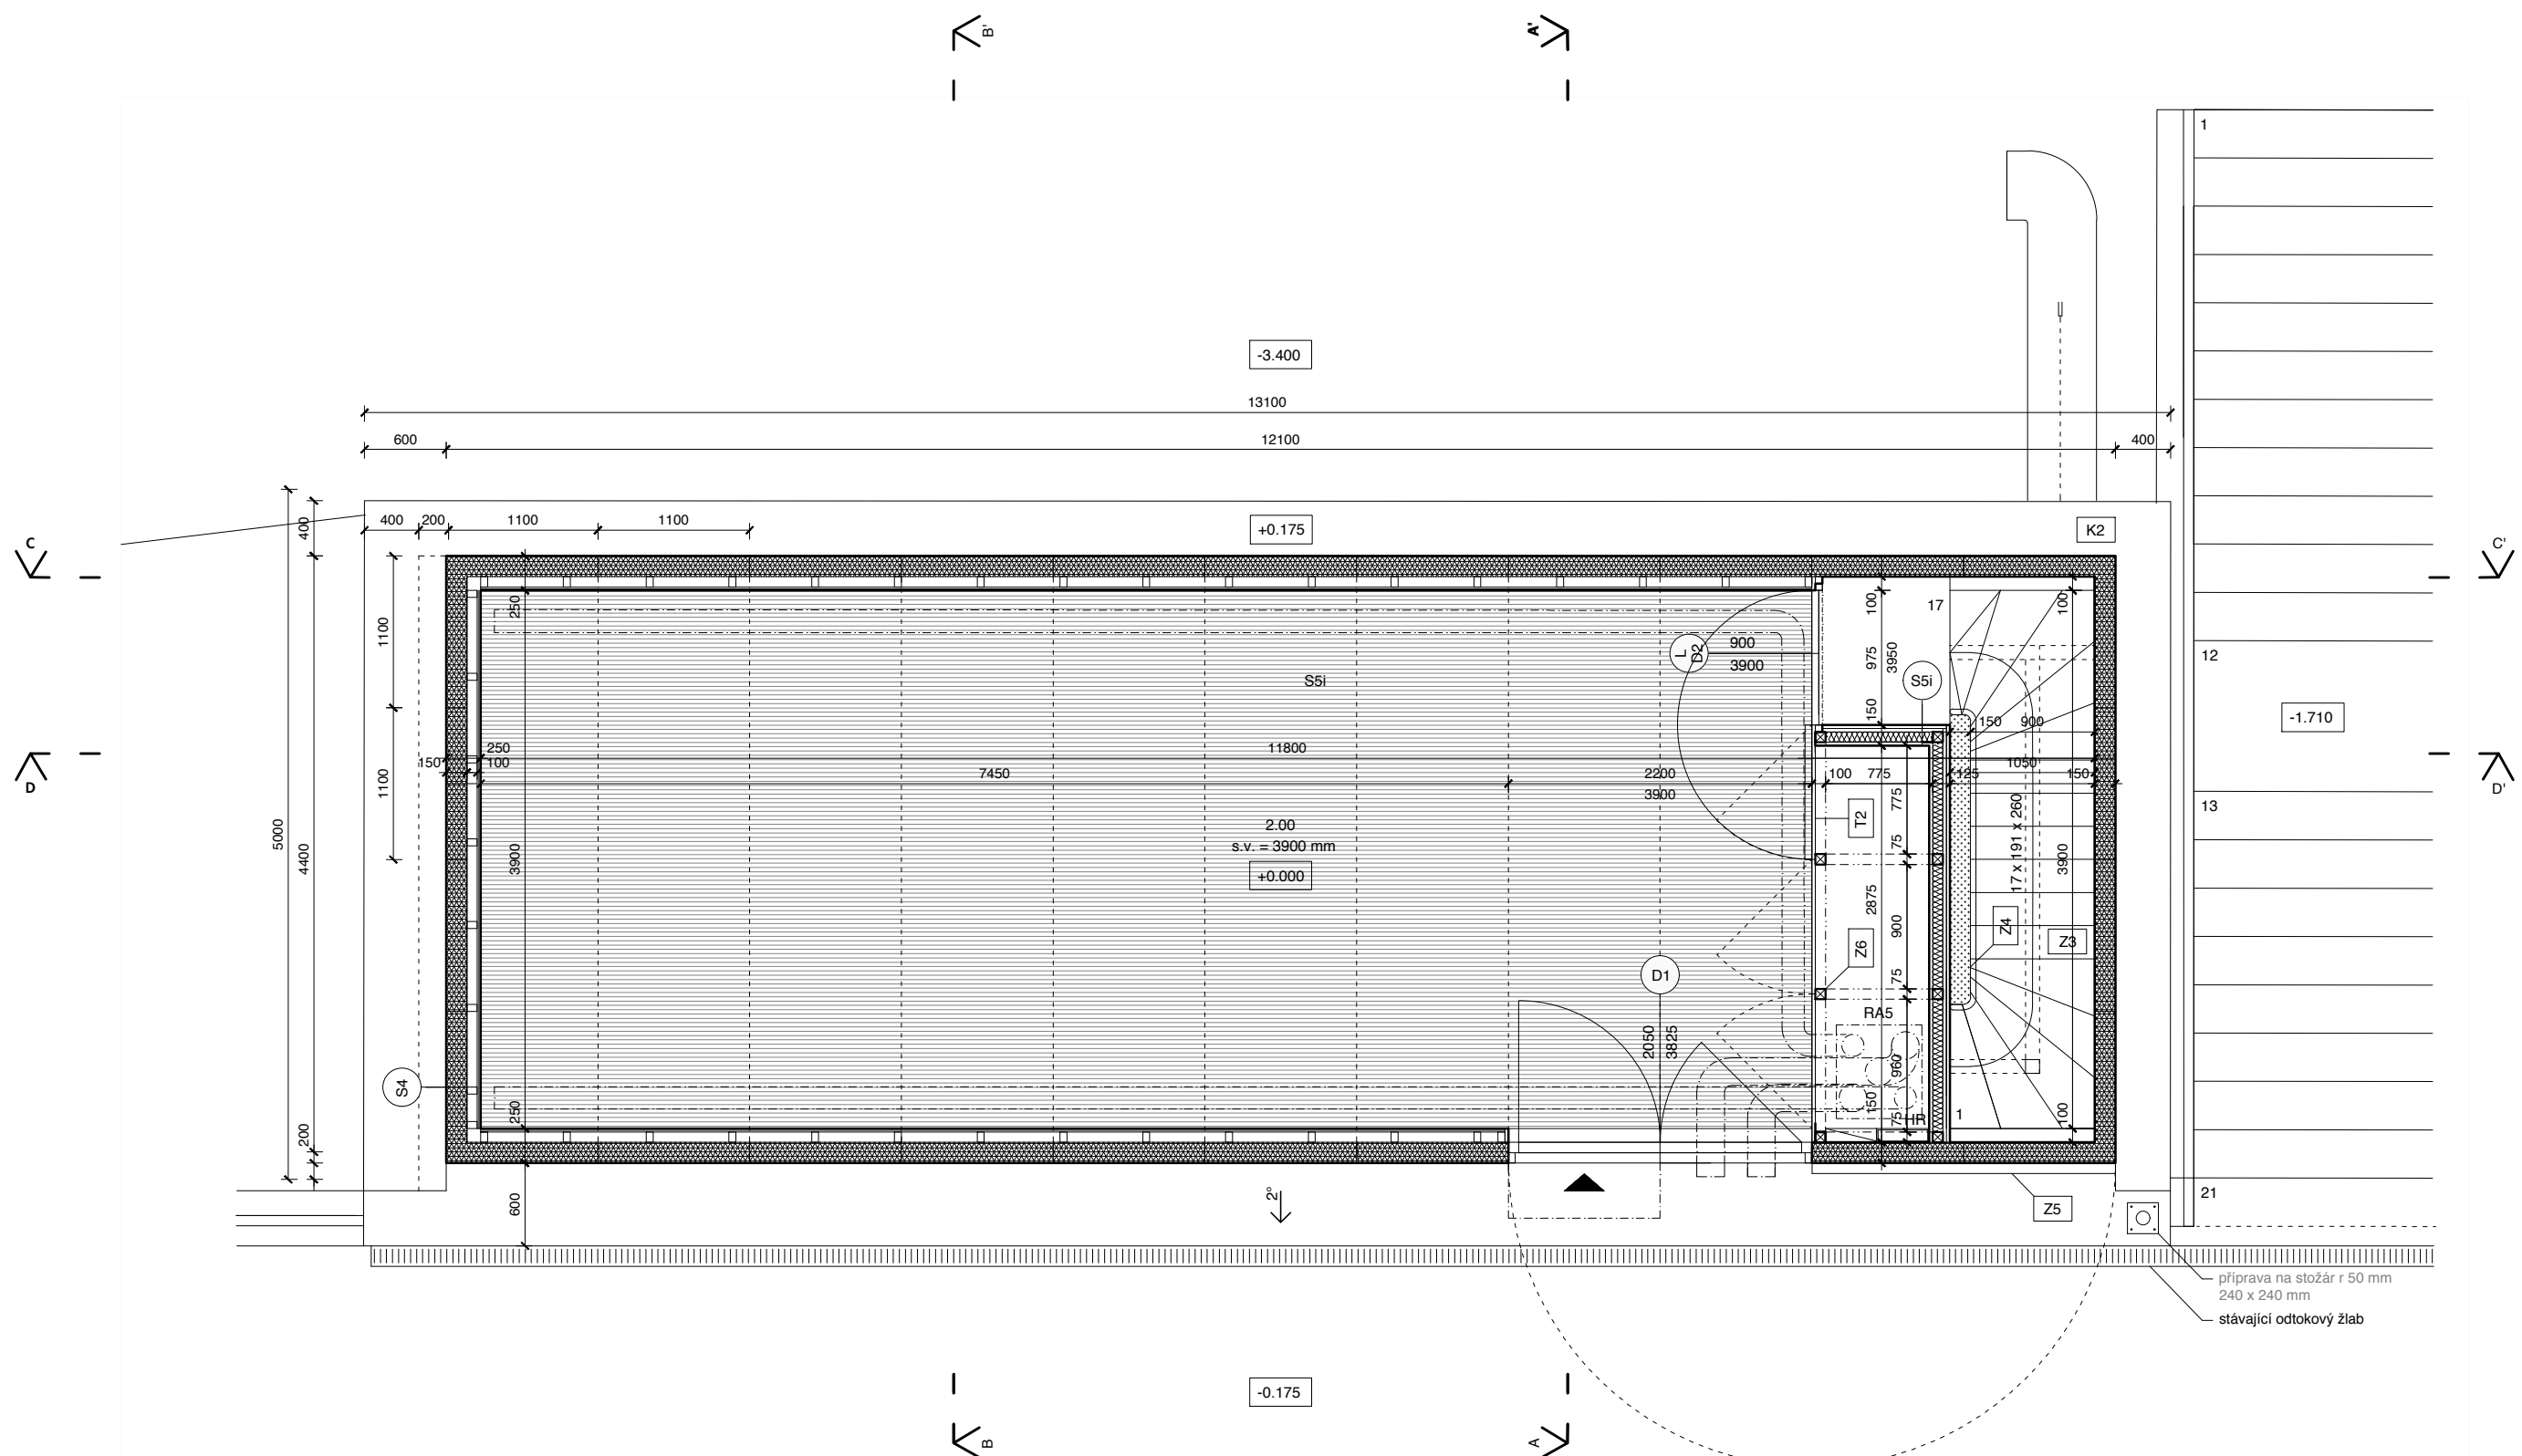 B'
A'
1
-3.400
13100
600
12100
400
400
400
200
1100
1100
+0.175
K2
C
C'
250
100
17
100
1100
L
D2
900
3900
975
3950
12
S5i
S5i
150
-1.710
150
900
250
11800
1050
150
100
7450
2200
3900
100
775
125
150
D
D'
1100
13
5000
4400
3900
2.00
s.v. = 3900 mm
+0.000
T2
775
75
17 x 191 x 260
3900
2875
900
Z6
Z4
Z3
D1
75
RA5
2050
3825
960
S4
250
150
75
HR
1
100
200
600
2°
Z5
21
příprava na stožár r 50 mm
240 x 240 mm
stávající odtokový žlab
-0.175
B
A